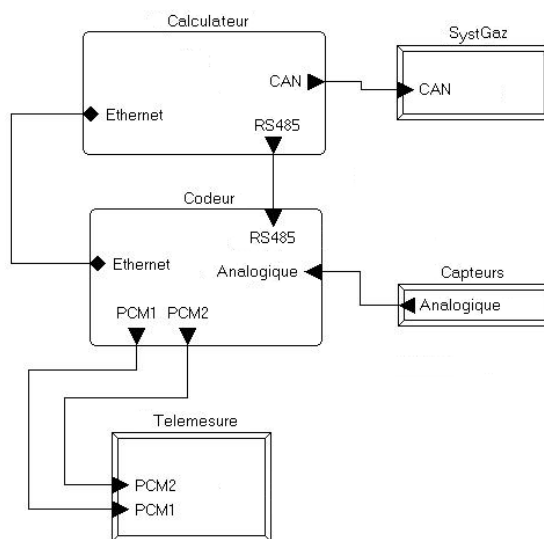 Calculateur
SystGaz
CAN
CAN
Ethernet
RS485
Codeur
RS485
Ethernet
Analogique
Capteurs
Analogique
PCM1 PCM2
Telemesure
PCM2
PCM1